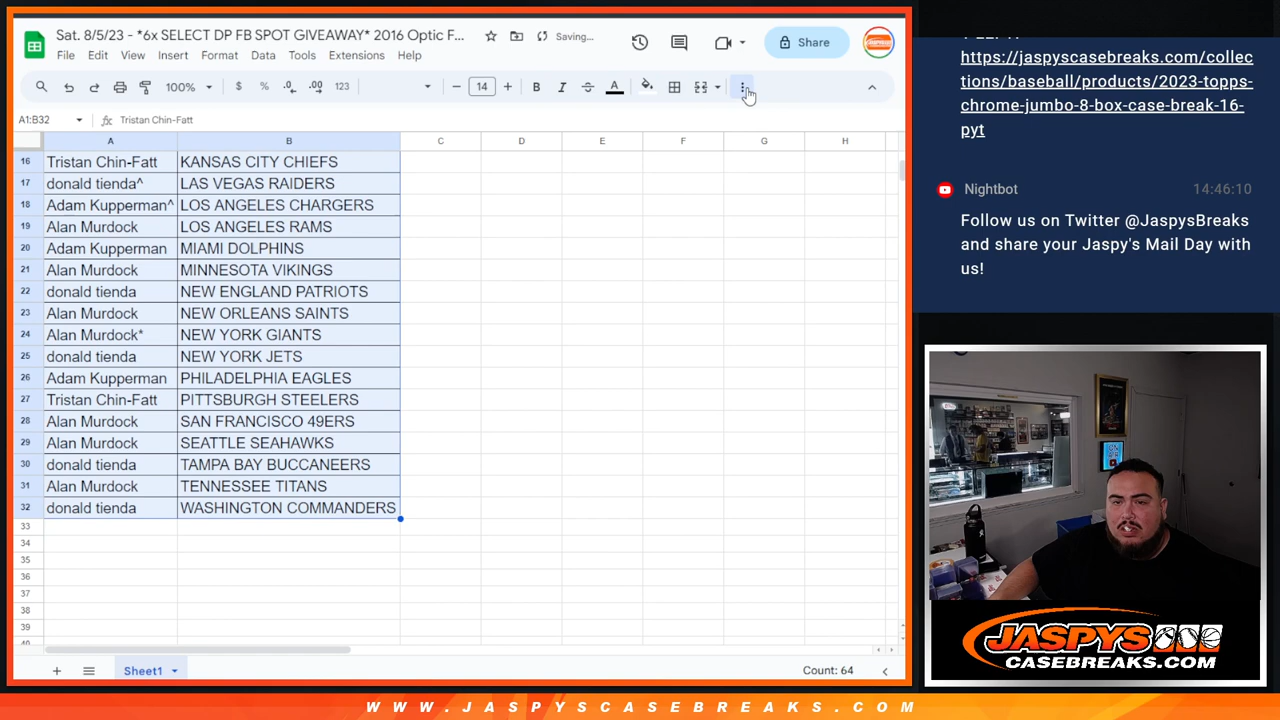 Sat. 8/5/23 - *6x SELECT DP FB SPOT GIVEAWAY* 2016 Optic F...
Saving...
Share
File Edit View Insert Format Data Tools Extensions Help
100% $ % .0 .00 123 14 B I A
A1:B32 fx Tristan Chin-Fatt
A B C D E F G H
16 Tristan Chin-Fatt KANSAS CITY CHIEFS
17 donald tienda^ LAS VEGAS RAIDERS
18 Adam Kupperman^ LOS ANGELES CHARGERS
19 Alan Murdock LOS ANGELES RAMS
20 Adam Kupperman MIAMI DOLPHINS
21 Alan Murdock MINNESOTA VIKINGS
22 donald tienda NEW ENGLAND PATRIOTS
23 Alan Murdock NEW ORLEANS SAINTS
24 Alan Murdock* NEW YORK GIANTS
25 donald tienda NEW YORK JETS
26 Adam Kupperman PHILADELPHIA EAGLES
27 Tristan Chin-Fatt PITTSBURGH STEELERS
28 Alan Murdock SAN FRANCISCO 49ERS
29 Alan Murdock SEATTLE SEAHAWKS
30 donald tienda TAMPA BAY BUCCANEERS
31 Alan Murdock TENNESSEE TITANS
32 donald tienda WASHINGTON COMMANDERS
33
34
35
36
37
38
39
Sheet1 Count: 64
https://jaspyscasebreaks.com/collec
tions/baseball/products/2023-topps-
chrome-jumbo-8-box-case-break-16-
pyt
Nightbot 14:46:10
Follow us on Twitter @JaspysBreaks
and share your Jaspy's Mail Day with
us!
JASPYS
CASEBREAKS.COM
WWW.JASPYSCASEBREAKS.COM